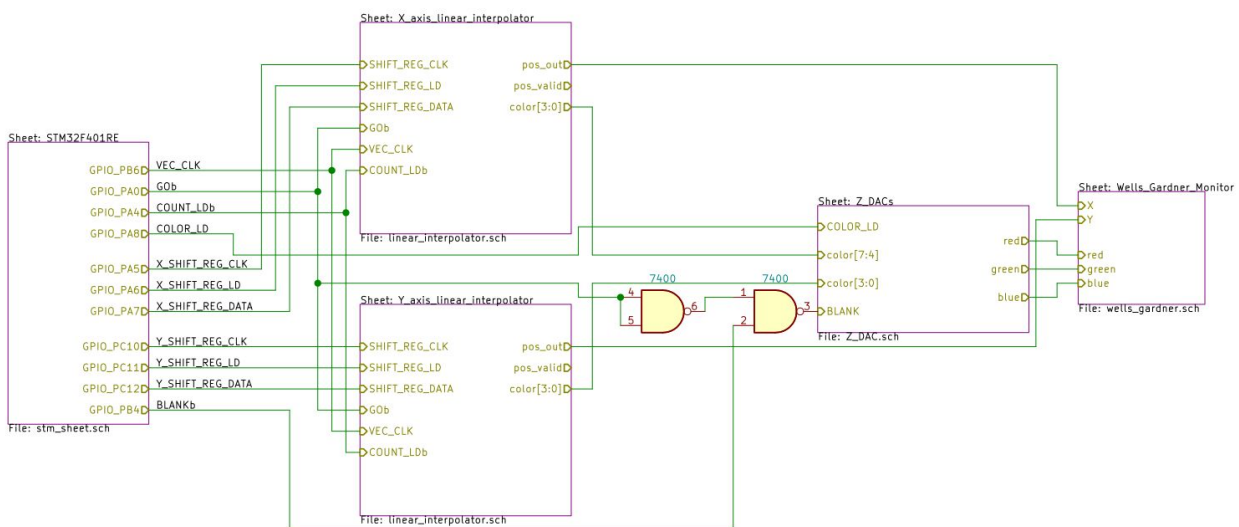 Sheet: X_axis_linear_interpolator
SHIFT_REG_CLK
pos_out
SHIFT_REG_LD
pos_valid
SHIFT_REG_DATA
color[3:0]
GOb
VEC_CLK
COUNT_LDb
File: linear_interpolator.sch
Sheet: STM32F401RE
GPIO_PB6
VEC_CLK
GPIO_PA0
GOb
GPIO_PA4
COUNT_LDb
GPIO_PA8
COLOR_LD
GPIO_PA5
X_SHIFT_REG_CLK
GPIO_PA6
X_SHIFT_REG_LD
GPIO_PA7
X_SHIFT_REG_DATA
GPIO_PC10
Y_SHIFT_REG_CLK
GPIO_PC11
Y_SHIFT_REG_LD
GPIO_PC12
Y_SHIFT_REG_DATA
GPIO_PB4
BLANKb
File: stm_sheet.sch
Sheet: Y_axis_linear_interpolator
SHIFT_REG_CLK
pos_out
SHIFT_REG_LD
pos_valid
SHIFT_REG_DATA
color[3:0]
GOb
VEC_CLK
COUNT_LDb
File: linear_interpolator.sch
7400
4
5
6
7400
1
2
3
Sheet: Z_DACs
COLOR_LD
red
color[7:4]
green
color[3:0]
blue
BLANK
File: Z_DAC.sch
Sheet: Wells_Gardner_Monitor
X
Y
red
green
blue
File: wells_gardner.sch